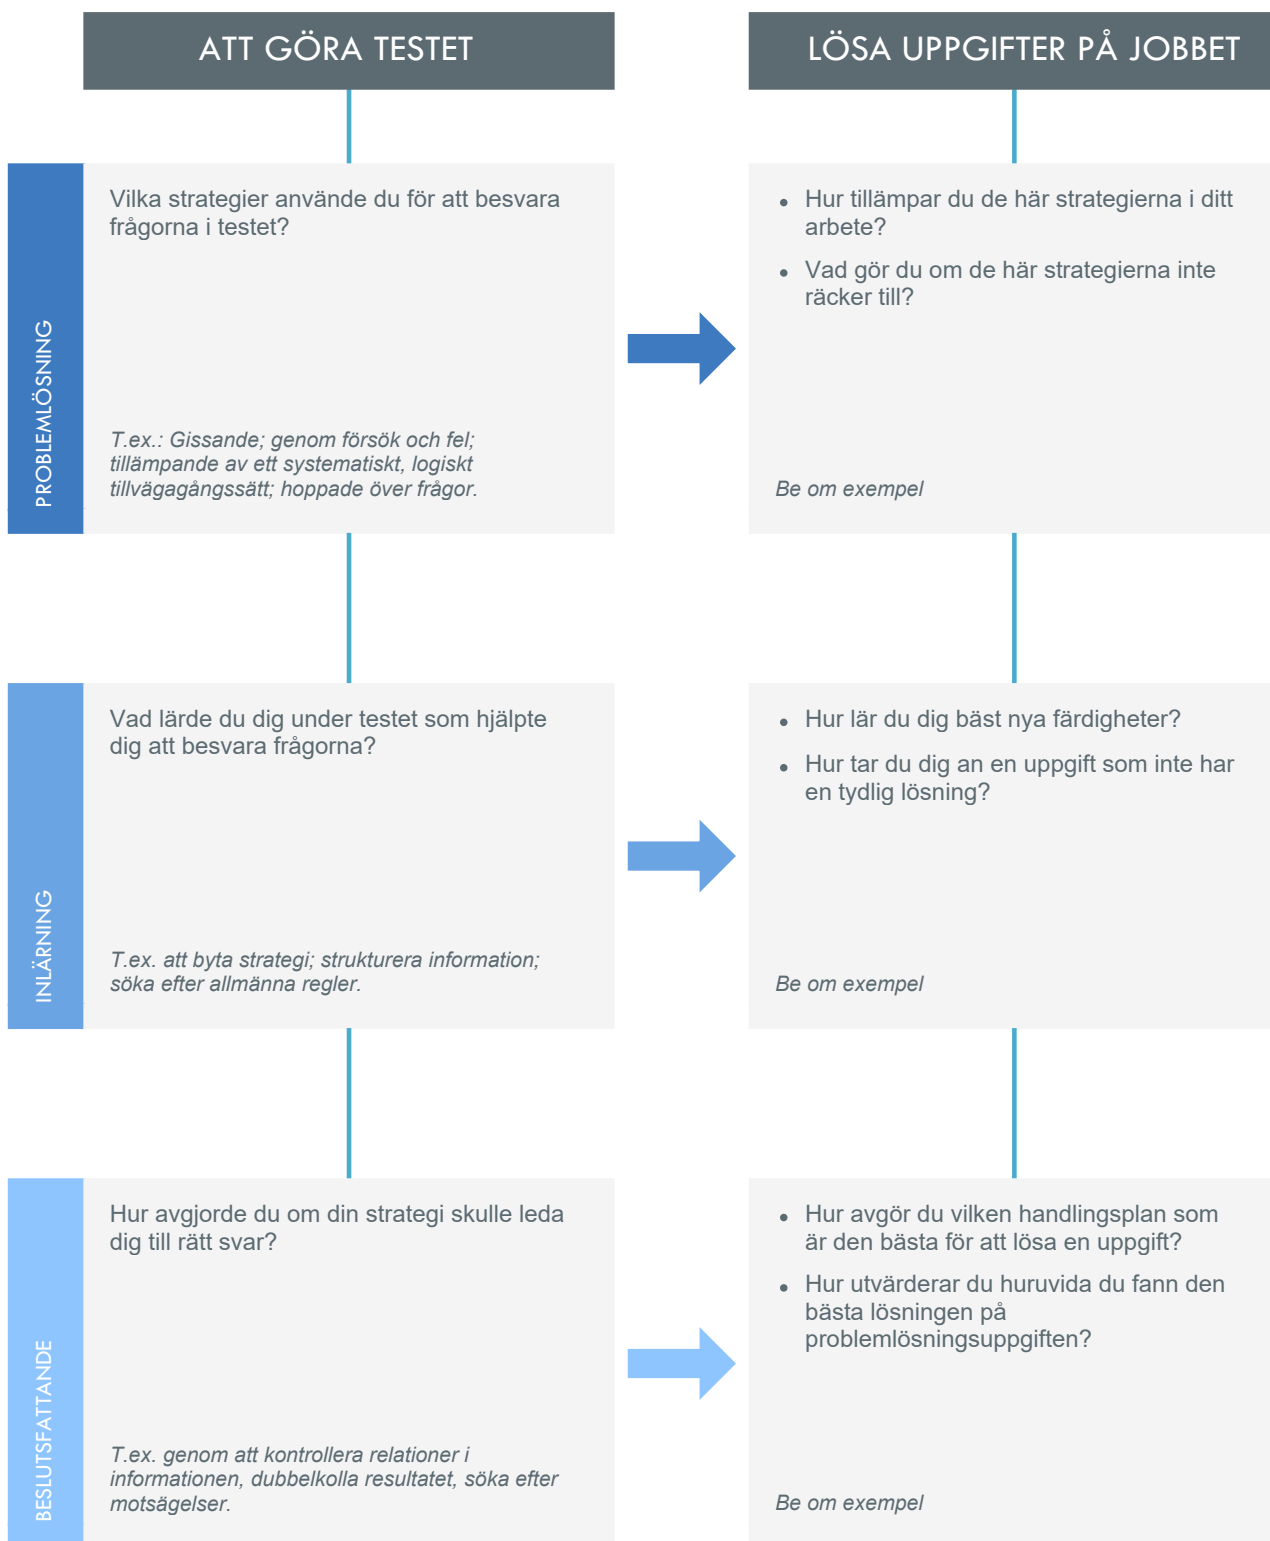 ATT GÖRA TESTET
LÖSA UPPGIFTER PÅ JOBBET
PROBLEMLÖSNING
Vilka strategier använde du för att besvara
frågorna i testet?
T.ex.: Gissande; genom försök och fel;
tillämpande av ett systematiskt, logiskt
tillvägagångssätt; hoppade över frågor.
• Hur tillämpar du de här strategierna i ditt
arbete?
• Vad gör du om de här strategierna inte
räcker till?
Be om exempel
INLÄRNING
Vad lärde du dig under testet som hjälpte
dig att besvara frågorna?
T.ex. att byta strategi; strukturera information;
söka efter allmänna regler.
• Hur lär du dig bäst nya färdigheter?
• Hur tar du dig an en uppgift som inte har
en tydlig lösning?
Be om exempel
BESLUTSFATTANDE
Hur avgjorde du om din strategi skulle leda
dig till rätt svar?
T.ex. genom att kontrollera relationer i
informationen, dubbelkolla resultatet, söka efter
motsägelser.
• Hur avgör du vilken handlingsplan som
är den bästa för att lösa en uppgift?
• Hur utvärderar du huruvida du fann den
bästa lösningen på
problemlösningsuppgiften?
Be om exempel